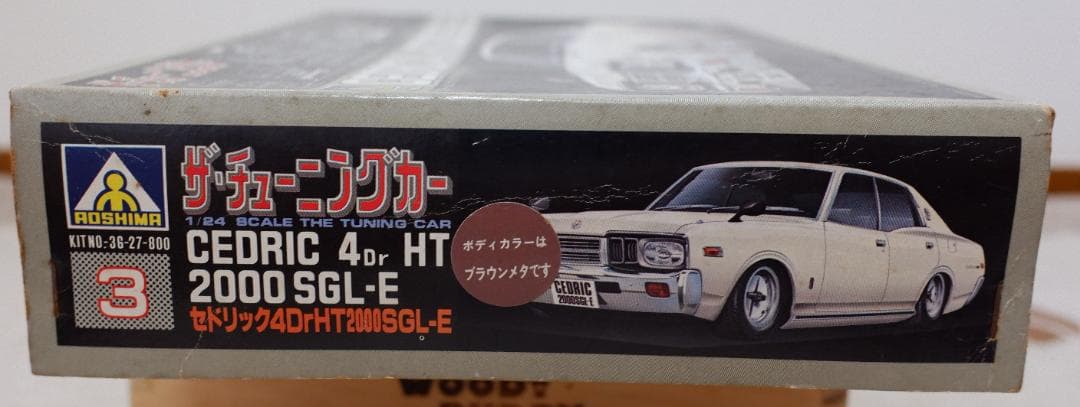 AOSHIMA
KIT NO.:36-27-800
3
ザ・チューニングカー
1/24 SCALE THE TUNING CAR
CEDRIC 4Dr HT
2000 SGL-E
セドリック4DrHT2000SGL-E
ボディカラーは
ブラウンメタです
CEDRIC
2000SGL-E
WOODY